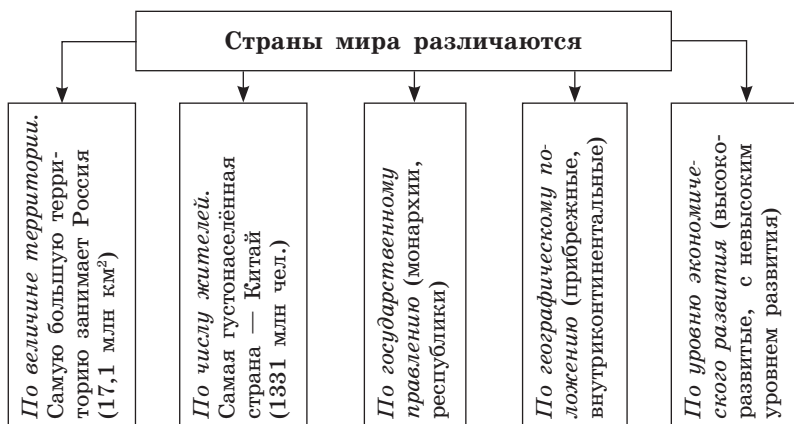 Страны мира различаются
По величине территории.
Самую большую терри-
торию занимает Россия
(17,1 млн км²)
По числу жителей.
Самая густонаселённая
страна — Китай
(1331 млн чел.)
По государственному
правлению (монархии,
республики)
По географическому по-
ложению (прибрежные,
внутриконтинентальные)
По уровню экономиче-
ского развития (высоко-
развитые, с невысоким
уровнем развития)